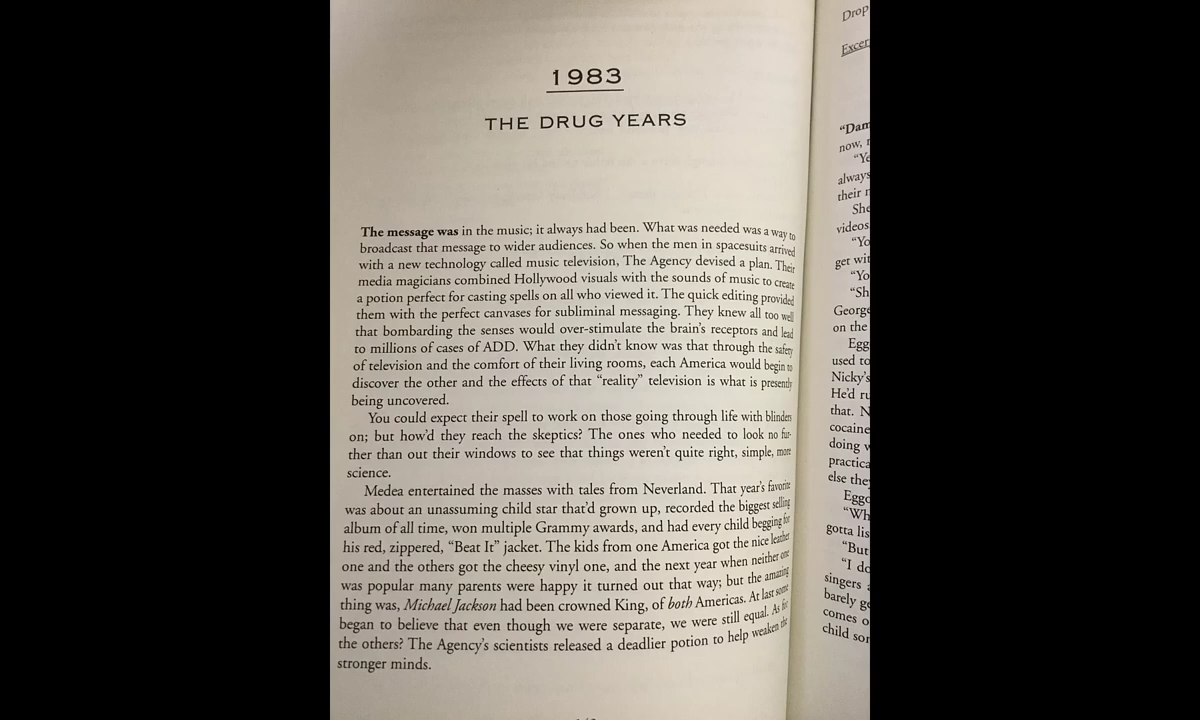 1983
THE DRUG YEARS
The message was in the music; it always had been. What was needed was a way to
broadcast that message to wider audiences. So when the men in spacesuits arrived
with a new technology called music television, The Agency devised a plan. Their
media magicians combined Hollywood visuals with the sounds of music to create
a potion perfect for casting spells on all who viewed it. The quick editing provided
them with the perfect canvases for subliminal messaging. They knew all too well
that bombarding the senses would over-stimulate the brain's receptors and lead
to millions of cases of ADD. What they didn't know was that through the safety
of television and the comfort of their living rooms, each America would begin to
discover the other and the effects of that "reality" television is what is presently
being uncovered.
You could expect their spell to work on those going through life with blinders
on; but how'd they reach the skeptics? The ones who needed to look no fur-
ther than out their windows to see that things weren't quite right, simple, more
science.
Medea entertained the masses with tales from Neverland. That year's favorite
was about an unassuming child star that'd grown up, recorded the biggest selling
album of all time, won multiple Grammy awards, and had every child begging for
his red, zippered, "Beat It" jacket. The kids from one America got the nice leather
one and the others got the cheesy vinyl one, and the next year when neither one
was popular many parents were happy it turned out that way; but the amazing
thing was, Michael Jackson had been crowned King, of both Americas. At last some
began to believe that even though we were separate, we were still equal. As for
the others? The Agency's scientists released a deadlier potion to help weaken the
stronger minds.
Drop
Excer
"Dam
now, r
"Ye
always
their r
She
videos
"Yo
get wit
"Yo
"Sh
George
on the
Egg
used to
Nicky's
He'd ru
that. N
cocaine
doing w
practica
else they
Eggo
"Wh
gotta lis
"But
"I do
singers
barely ge
comes o
child sor